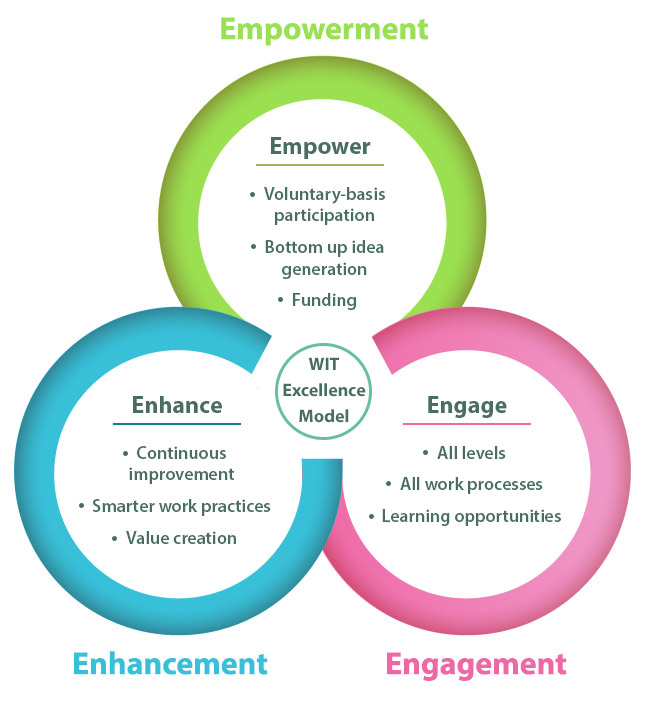 Empowerment
Empower
• Voluntary-basis
participation
• Bottom up idea
generation
• Funding
WIT
Excellence
Model
Enhance
• Continuous
improvement
• Smarter work practices
• Value creation
Engage
• All levels
• All work processes
• Learning opportunities
Enhancement
Engagement